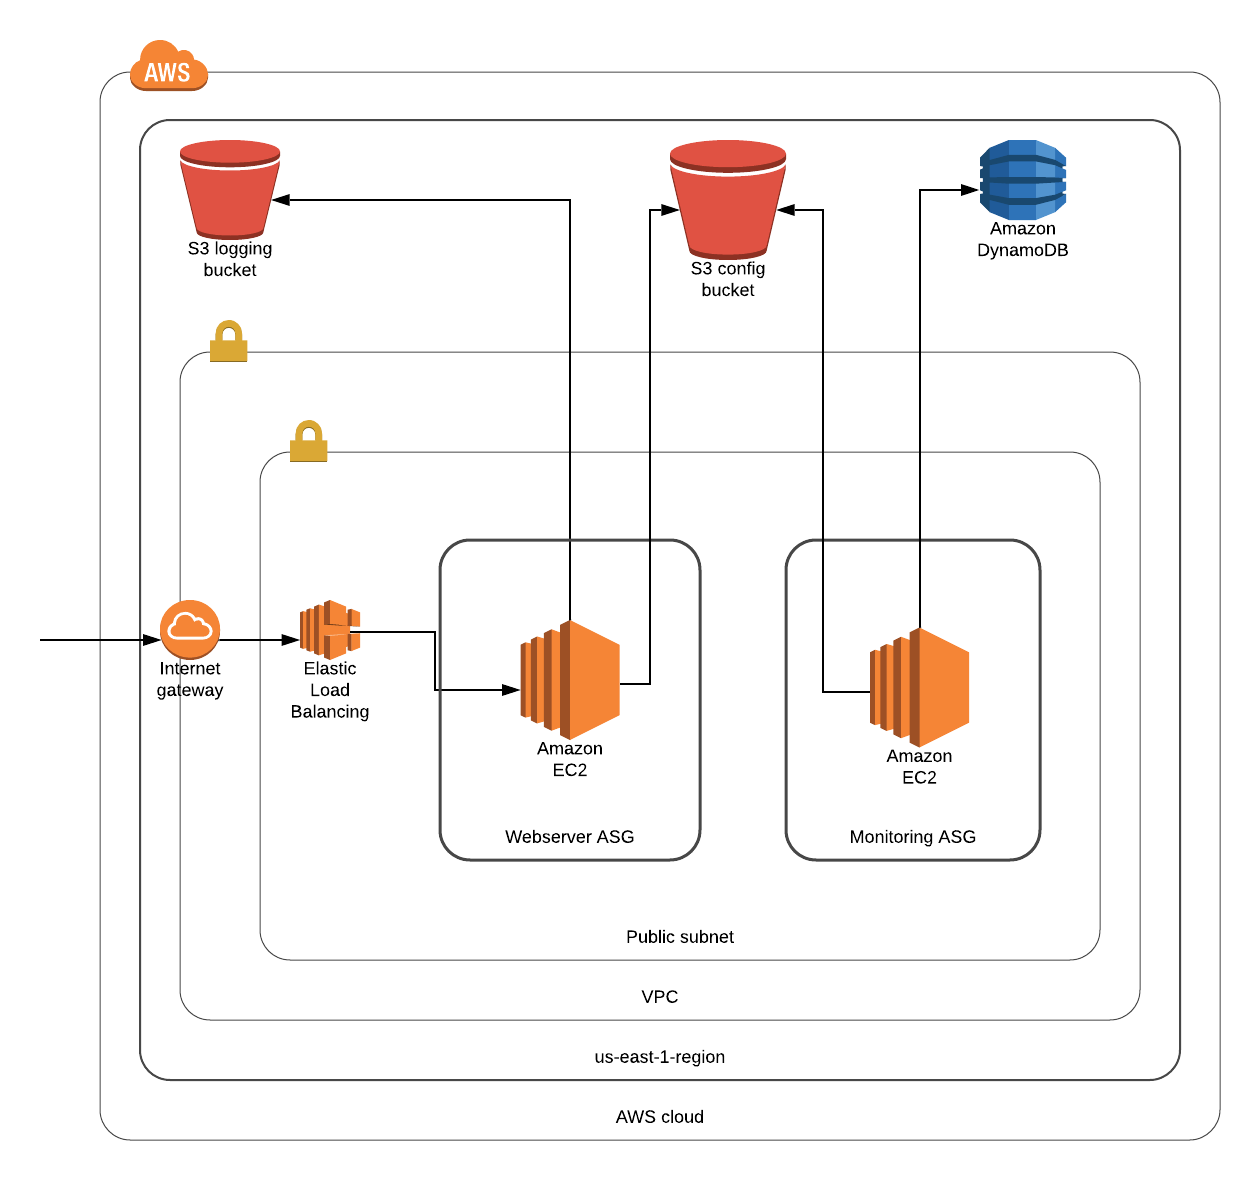 AWS
S3 logging
bucket
S3 config
bucket
Amazon
DynamoDB
Internet
gateway
Elastic
Load
Balancing
Amazon
EC2
Amazon
EC2
Webserver ASG
Monitoring ASG
Public subnet
VPC
us-east-1-region
AWS cloud